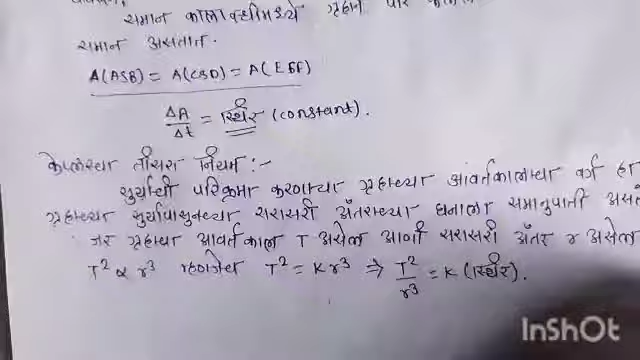 समान कालावधीमध्ये ग्रहाने पार
समान असतात.
A(ASB) = A(CSD) = A(ESF)
ΔA/Δt = स्थिर (constant).
केप्लरचा तीसरा नियम :-
सुर्याची परिक्रमा करणाऱ्या ग्रहाच्या आवर्तकालाचा वर्ग हा
ग्रहाच्या सुर्यापासुनच्या सरासरी अंतराच्या घनाला समानुपाती
जर ग्रहाचा आवर्तकाल T असेल आणी सरासरी अंतर r असेल
T² ∝ r³ म्हणजेच T² = Kr³ ⇒ T²/r³ = K (स्थिर).
InShOt